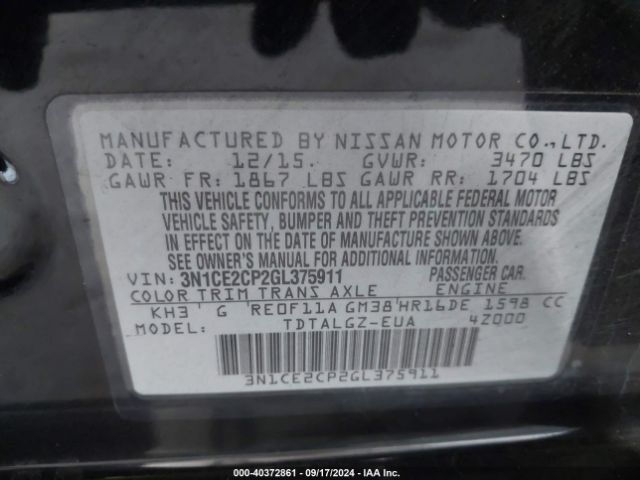 MANUFACTURED BY NISSAN MOTOR CO.,LTD.
DATE: 12/15. GVWR: 3470 LBS
GAWR FR: 1867 LBS GAWR RR: 1704 LBS
THIS VEHICLE CONFORMS TO ALL APPLICABLE FEDERAL MOTOR
VEHICLE SAFETY, BUMPER AND THEFT PREVENTION STANDARDS
IN EFFECT ON THE DATE OF MANUFACTURE SHOWN ABOVE.
SEE OWNER'S MANUAL FOR ADDITIONAL INFORMATION.
VIN: 3N1CE2CP2GL375911 PASSENGER CAR.
COLOR TRIM TRANS AXLE ENGINE
KH3' G 'RE0F11A GM38'HR16DE 1598 CC
MODEL: TDTALGZ-EUA 4Z000
3N1CE2CP2GL375911
000-40372861 - 09/17/2024 - IAA Inc.